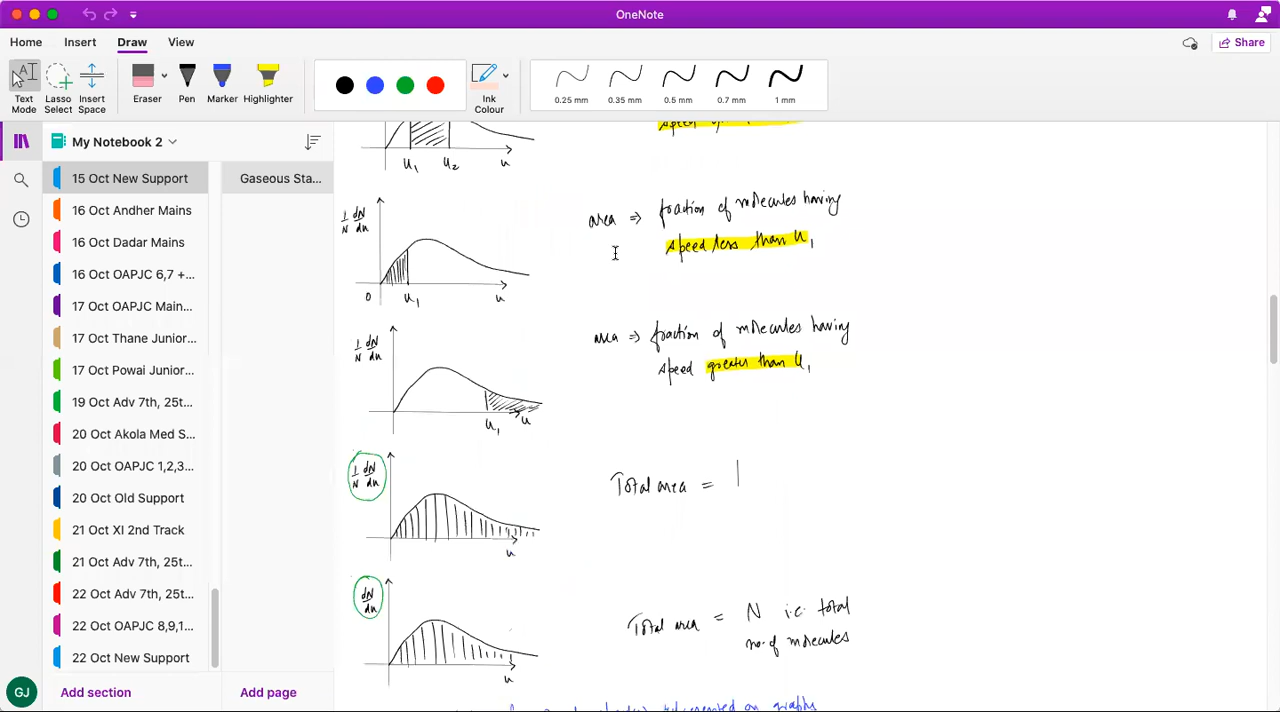 OneNote
Home Insert Draw View
Share
Text Mode
Lasso Select
Insert Space
Eraser
Pen
Marker
Highlighter
Ink Colour
0.25 mm
0.35 mm
0.5 mm
0.7 mm
1 mm
My Notebook 2
15 Oct New Support
16 Oct Andher Mains
16 Oct Dadar Mains
16 Oct OAPJC 6,7 +...
17 Oct OAPJC Main...
17 Oct Thane Junior...
17 Oct Powai Junior...
19 Oct Adv 7th, 25t...
20 Oct Akola Med S...
20 Oct OAPJC 1,2,3...
20 Oct Old Support
21 Oct XI 2nd Track
21 Oct Adv 7th, 25t...
22 Oct Adv 7th, 25t...
22 Oct OAPJC 8,9,1...
22 Oct New Support
GJ
Add section
Gaseous Sta...
Add page
u₁ u₂ u
1/N dN/du
area ⇒ fraction of molecules having
speed less than u₁
0 u₁ u
1/N dN/du
area ⇒ fraction of molecules having
speed greater than u₁
u₁ u
1/N dN/du
Total area = 1
u
dN/du
Total area = N i.e. total
no. of molecules
u
represented on graphs